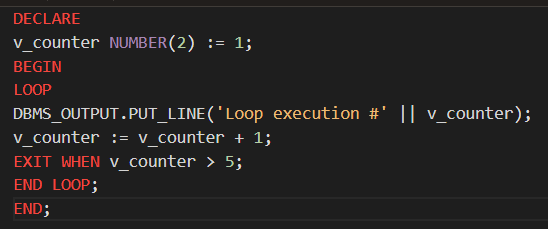 DECLARE
v_counter NUMBER(2) := 1;
BEGIN
LOOP
DBMS_OUTPUT.PUT_LINE('Loop execution #' || v_counter);
v_counter := v_counter + 1;
EXIT WHEN v_counter > 5;
END LOOP;
END;